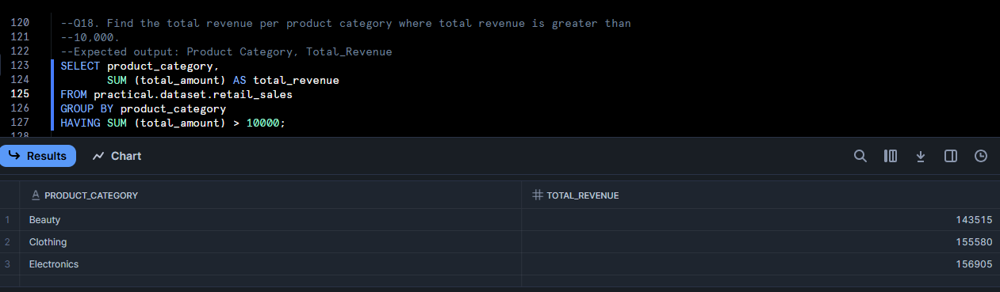 120 --Q18. Find the total revenue per product category where total revenue is greater than
121 --10,000.
122 --Expected output: Product Category, Total_Revenue
123 SELECT product_category,
124 SUM (total_amount) AS total_revenue
125 FROM practical.dataset.retail_sales
126 GROUP BY product_category
127 HAVING SUM (total_amount) > 10000;
128
Results Chart
A PRODUCT_CATEGORY # TOTAL_REVENUE
1 Beauty 143515
2 Clothing 155580
3 Electronics 156905